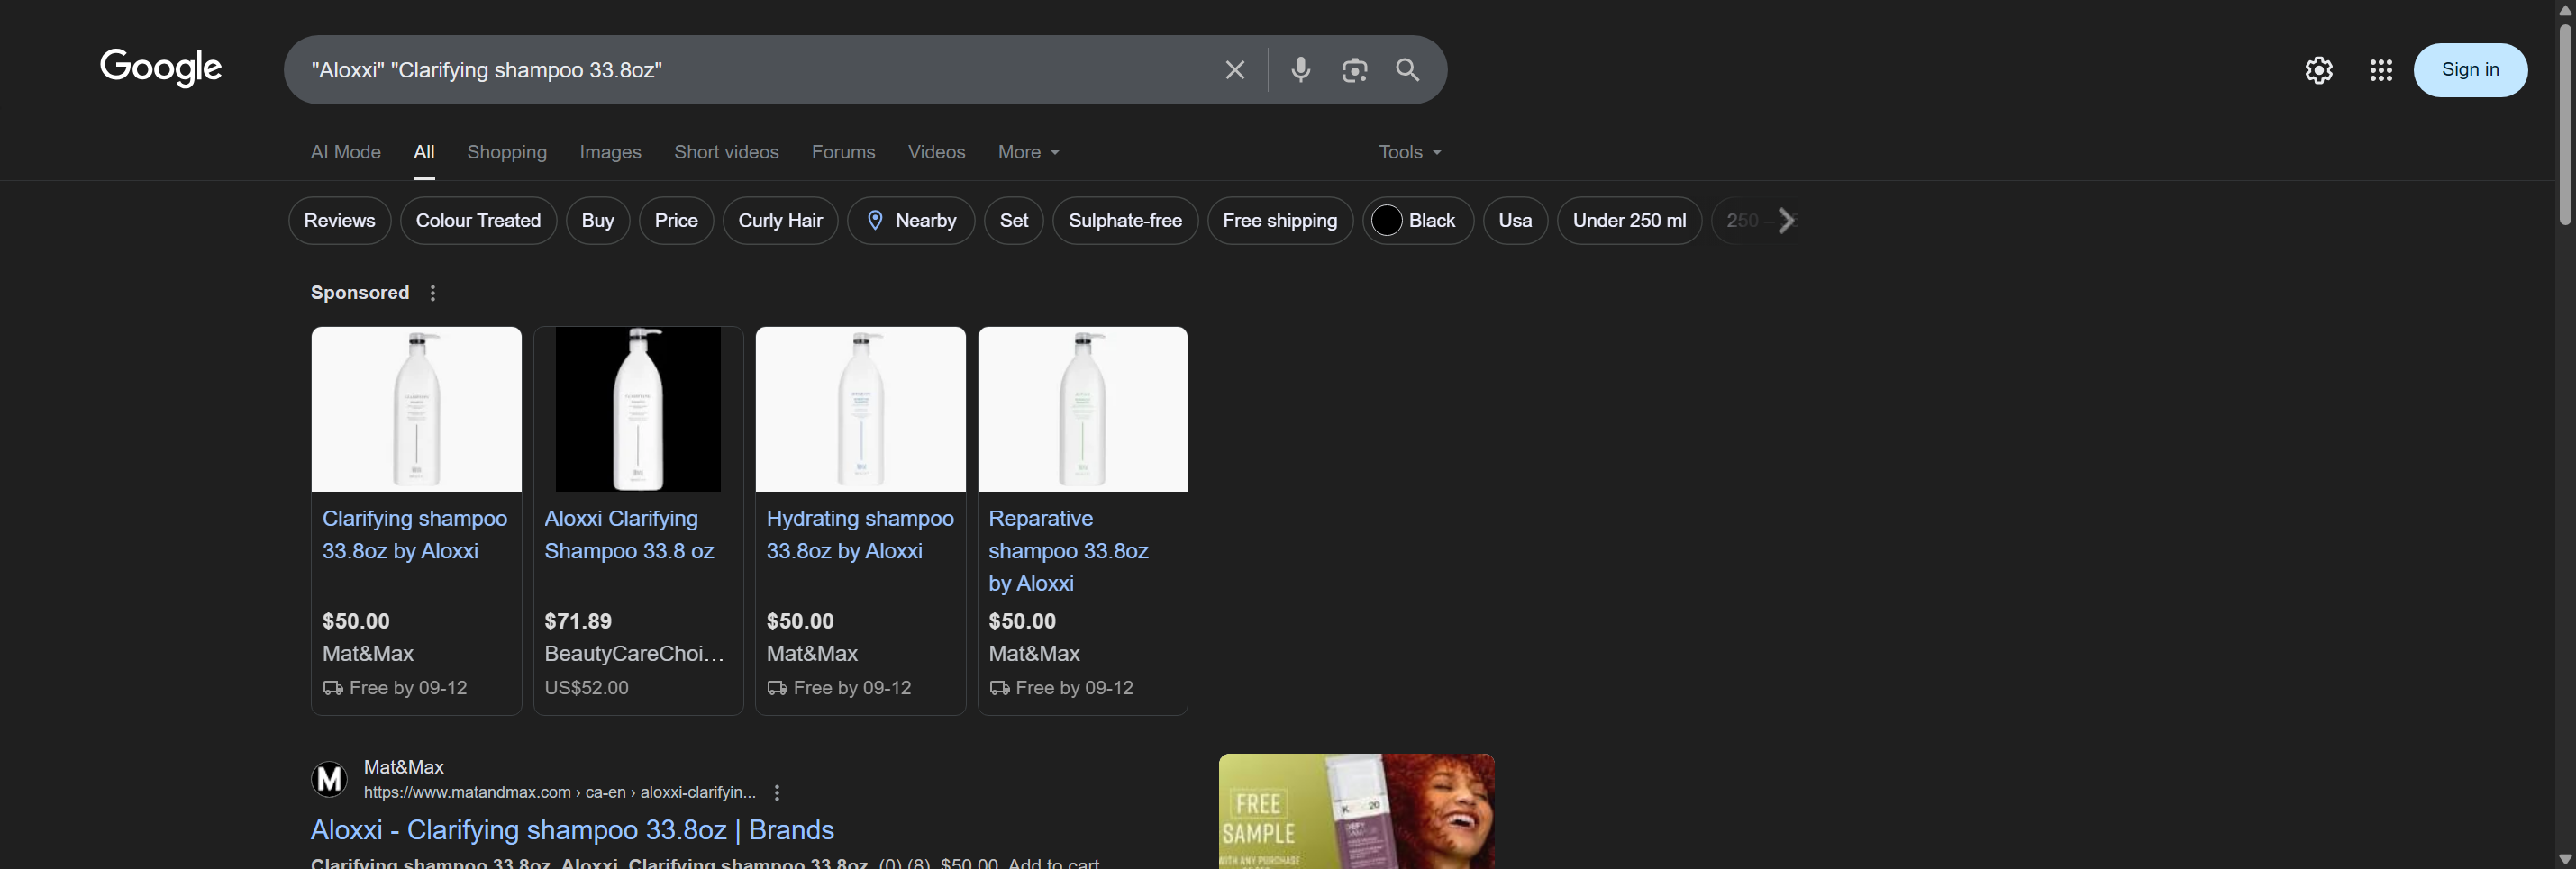 Google
"Aloxxi" "Clarifying shampoo 33.8oz"
Sign in
AI Mode
All
Shopping
Images
Short videos
Forums
Videos
More
Tools
Reviews
Colour Treated
Buy
Price
Curly Hair
Nearby
Set
Sulphate-free
Free shipping
Black
Usa
Under 250 ml
250 –
Sponsored
Clarifying shampoo
33.8oz by Aloxxi
$50.00
Mat&Max
Free by 09-12
Aloxxi Clarifying
Shampoo 33.8 oz
$71.89
BeautyCareChoi...
US$52.00
Hydrating shampoo
33.8oz by Aloxxi
$50.00
Mat&Max
Free by 09-12
Reparative
shampoo 33.8oz
by Aloxxi
$50.00
Mat&Max
Free by 09-12
M
Mat&Max
https://www.matandmax.com › ca-en › aloxxi-clarifyin...
Aloxxi - Clarifying shampoo 33.8oz | Brands
Clarifying shampoo 33.8oz. Aloxxi. Clarifying shampoo 33.8oz. (0) (8). $50.00. Add to cart.
FREE
SAMPLE
WITH ANY PURCHASE